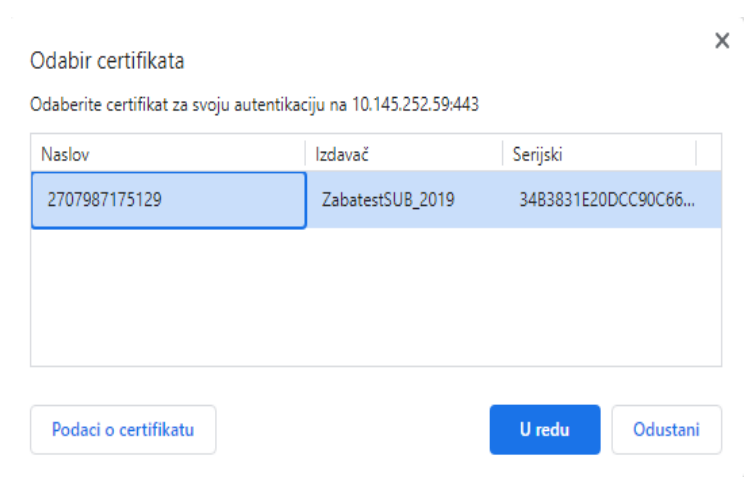 Odabir certifikata
Odaberite certifikat za svoju autentikaciju na 10.145.252.59:443
Naslov Izdavač Serijski
2707987175129 ZabatestSUB_2019 34B3831E20DCC90C66...
Podaci o certifikatu U redu Odustani